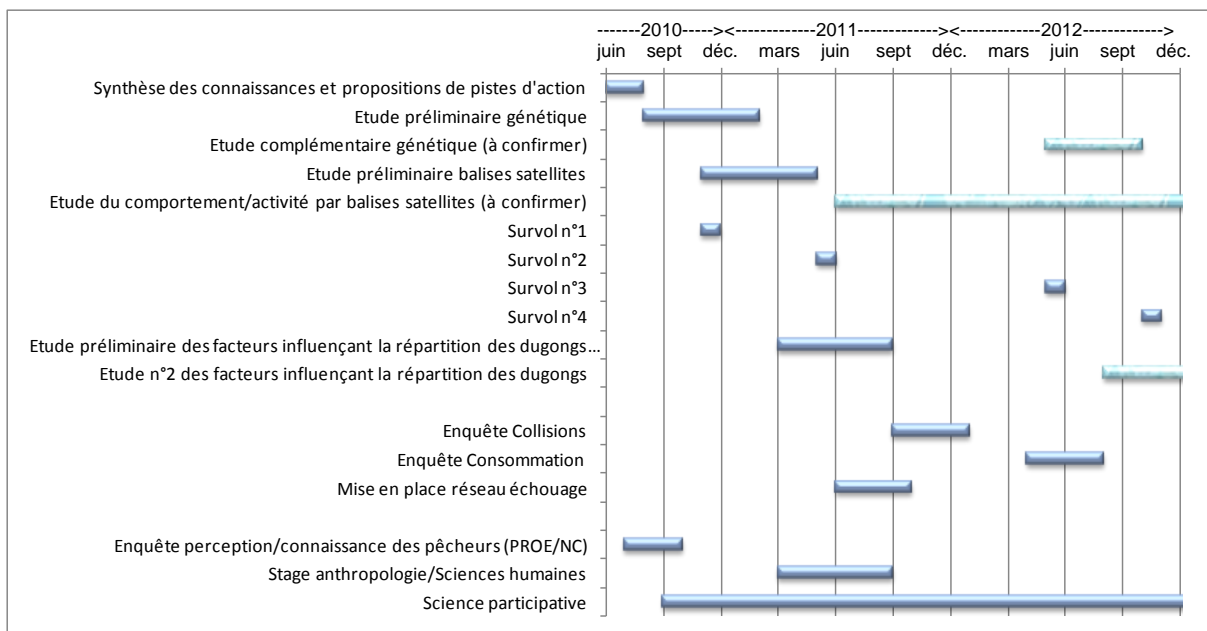 -------2010-----><-------------2011------------><-------------2012------------>
juin sept déc. mars juin sept déc. mars juin sept déc.
Synthèse des connaissances et propositions de pistes d'action
Etude préliminaire génétique
Etude complémentaire génétique (à confirmer)
Etude préliminaire balises satellites
Etude du comportement/activité par balises satellites (à confirmer)
Survol n°1
Survol n°2
Survol n°3
Survol n°4
Etude préliminaire des facteurs influençant la répartition des dugongs...
Etude n°2 des facteurs influençant la répartition des dugongs
Enquête Collisions
Enquête Consommation
Mise en place réseau échouage
Enquête perception/connaissance des pêcheurs (PROE/NC)
Stage anthropologie/Sciences humaines
Science participative